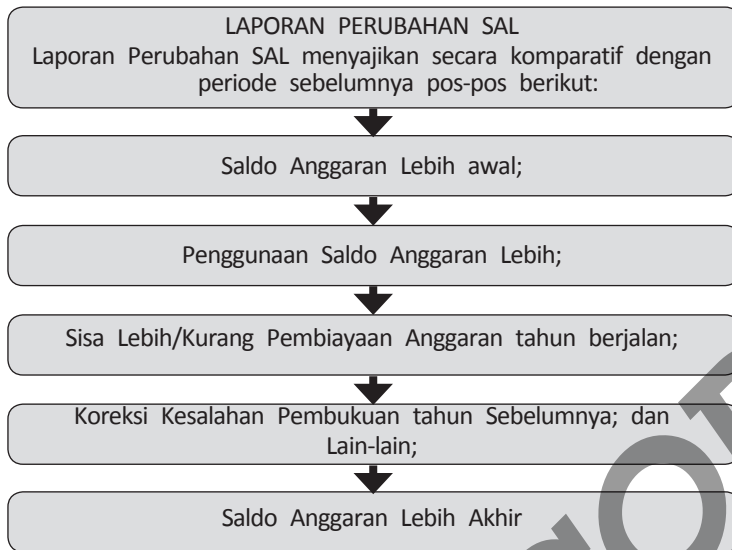 LAPORAN PERUBAHAN SAL
Laporan Perubahan SAL menyajikan secara komparatif dengan
periode sebelumnya pos-pos berikut:
Saldo Anggaran Lebih awal;
Penggunaan Saldo Anggaran Lebih;
Sisa Lebih/Kurang Pembiayaan Anggaran tahun berjalan;
Koreksi Kesalahan Pembukuan tahun Sebelumnya; dan
Lain-lain;
Saldo Anggaran Lebih Akhir